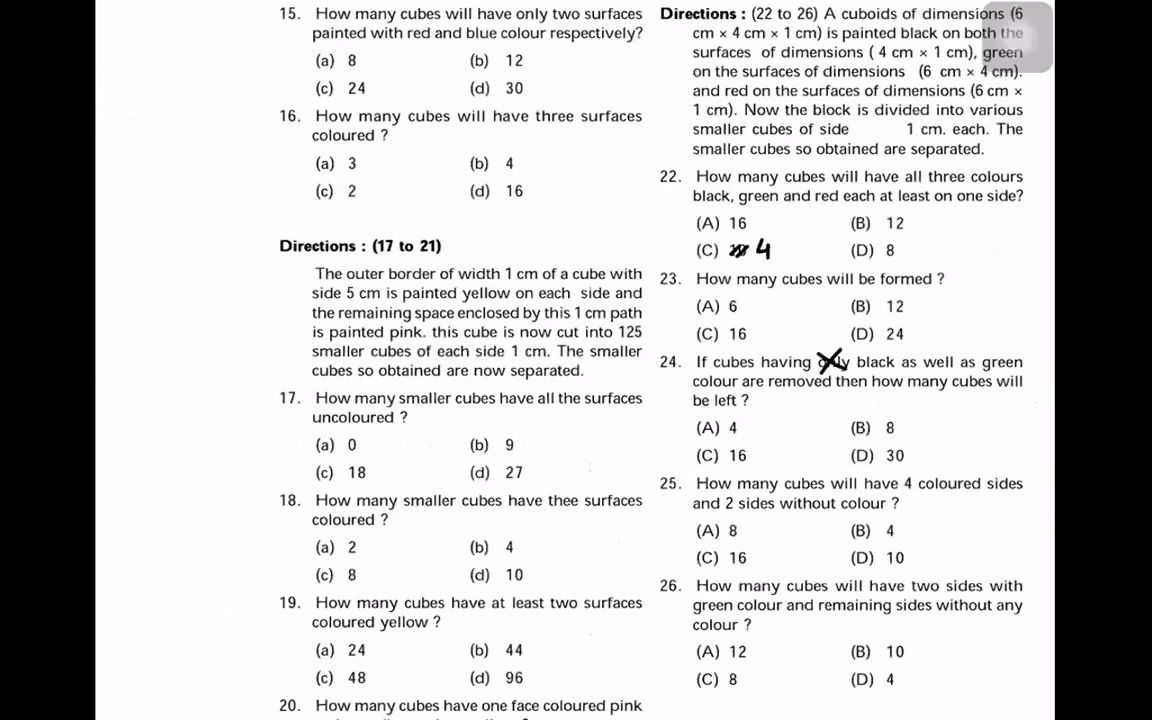 15. How many cubes will have only two surfaces
painted with red and blue colour respectively?
(a) 8 (b) 12
(c) 24 (d) 30
16. How many cubes will have three surfaces
coloured ?
(a) 3 (b) 4
(c) 2 (d) 16
Directions : (17 to 21)
The outer border of width 1 cm of a cube with
side 5 cm is painted yellow on each side and
the remaining space enclosed by this 1 cm path
is painted pink. this cube is now cut into 125
smaller cubes of each side 1 cm. The smaller
cubes so obtained are now separated.
17. How many smaller cubes have all the surfaces
uncoloured ?
(a) 0 (b) 9
(c) 18 (d) 27
18. How many smaller cubes have thee surfaces
coloured ?
(a) 2 (b) 4
(c) 8 (d) 10
19. How many cubes have at least two surfaces
coloured yellow ?
(a) 24 (b) 44
(c) 48 (d) 96
20. How many cubes have one face coloured pink
Directions : (22 to 26) A cuboids of dimensions (6
cm × 4 cm × 1 cm) is painted black on both the
surfaces of dimensions ( 4 cm × 1 cm), green
on the surfaces of dimensions (6 cm × 4 cm).
and red on the surfaces of dimensions (6 cm ×
1 cm). Now the block is divided into various
smaller cubes of side 1 cm. each. The
smaller cubes so obtained are separated.
22. How many cubes will have all three colours
black, green and red each at least on one side?
(A) 16 (B) 12
(C) 4 (D) 8
23. How many cubes will be formed ?
(A) 6 (B) 12
(C) 16 (D) 24
24. If cubes having only black as well as green
colour are removed then how many cubes will
be left ?
(A) 4 (B) 8
(C) 16 (D) 30
25. How many cubes will have 4 coloured sides
and 2 sides without colour ?
(A) 8 (B) 4
(C) 16 (D) 10
26. How many cubes will have two sides with
green colour and remaining sides without any
colour ?
(A) 12 (B) 10
(C) 8 (D) 4